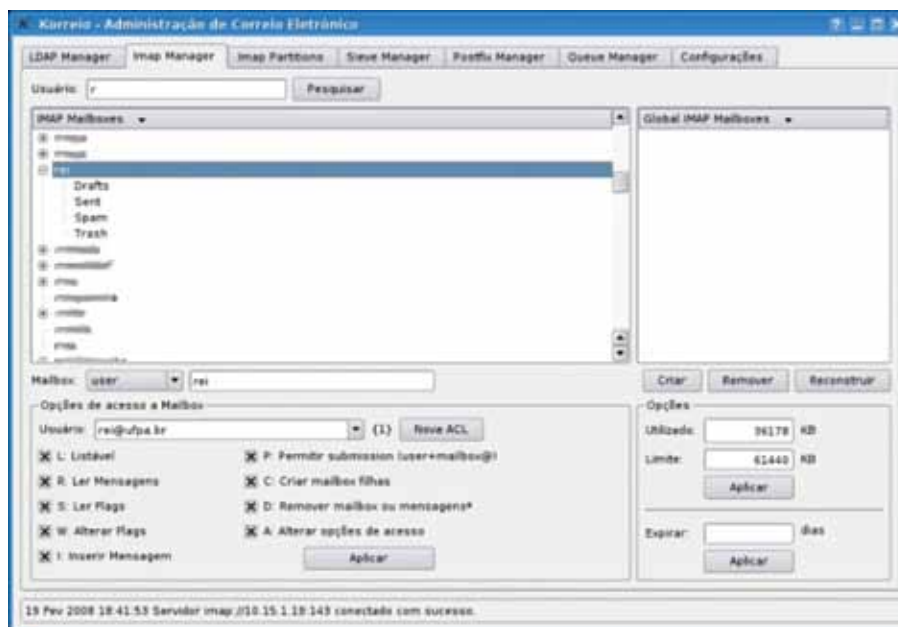 Korreio - Administração de Correio Eletrônico
LDAP Manager Imap Manager Imap Partitions Sieve Manager Postfix Manager Queue Manager Configurações
Usuário: r Pesquisar
IMAP Mailboxes Global IMAP Mailboxes
rei
Drafts
Sent
Spam
Trash
Mailbox: user rei Criar Remover Reconstruir
Opções de acesso a Mailbox Opções
Usuário: rei@ufpa.br (1) Nova ACL Utilizado: 36178 KB
L: Listável P: Permitir submission (user+mailbox@) Limite: 61440 KB
R: Ler Mensagens C: Criar mailbox filhas Aplicar
S: Ler Flags D: Remover mailbox ou mensagens*
W: Alterar Flags A: Alterar opções de acesso Expirar: dias
I: Inserir Mensagem Aplicar Aplicar
19 Fev 2008 18:41:53 Servidor imap://10.15.1.19:143 conectado com sucesso.